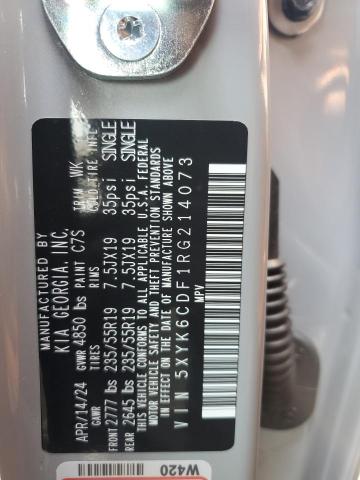 MANUFACTURED BY
KIA GEORGIA, INC.
APR/14/24 GVWR 4850 lbs PAINT C7S TRIM WK
GAWR TIRES RIMS COLD TIRE INFL
FRONT 2777 lbs 235/55R19 7.5JX19 35psi SINGLE
REAR 2645 lbs 235/55R19 7.5JX19 35psi SINGLE
THIS VEHICLE CONFORMS TO ALL APPLICABLE U.S.A. FEDERAL
MOTOR VEHICLE SAFETY AND THEFT PREVENTION
STANDARDS IN EFFECT ON THE DATE OF MANUFACTURE SHOWN ABOVE
VIN 5XYK6CDF1RG214073
MPV
W420